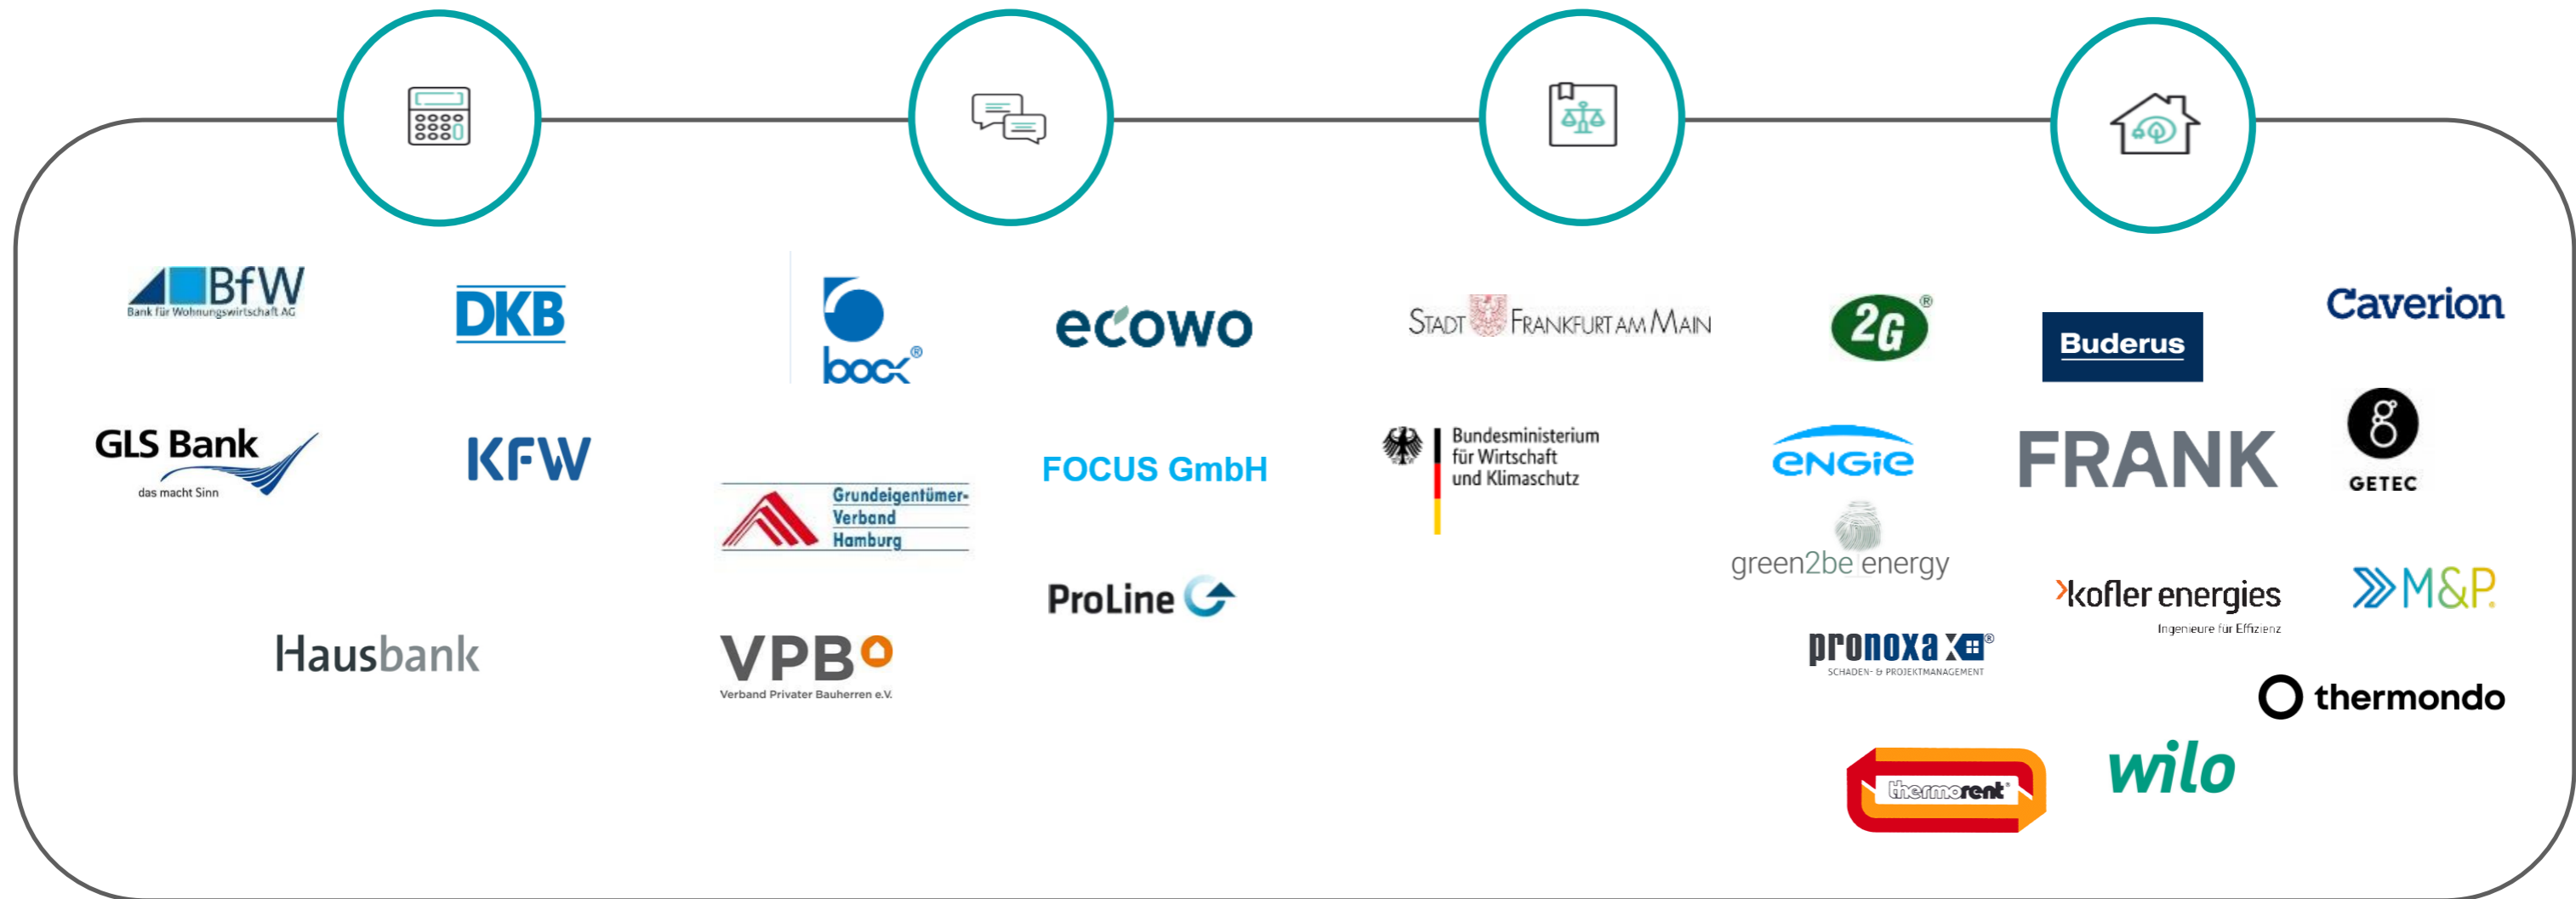 BfW
Bank für Wohnungswirtschaft AG
DKB
GLS Bank
das macht Sinn
KFW
Hausbank
bock®
ecowo
FOCUS GmbH
Grundeigentümer-
Verband
Hamburg
ProLine
VPB
Verband Privater Bauherren e.V.
STADT FRANKFURT AM MAIN
Bundesministerium
für Wirtschaft
und Klimaschutz
2G®
Buderus
Caverion
ENGIE
FRANK
g
GETEC
green2be energy
kofler energies
Ingenieure für Effizienz
M&P.
pronoxa®
SCHADEN- & PROJEKTMANAGEMENT
thermondo
thermorent®
wilo